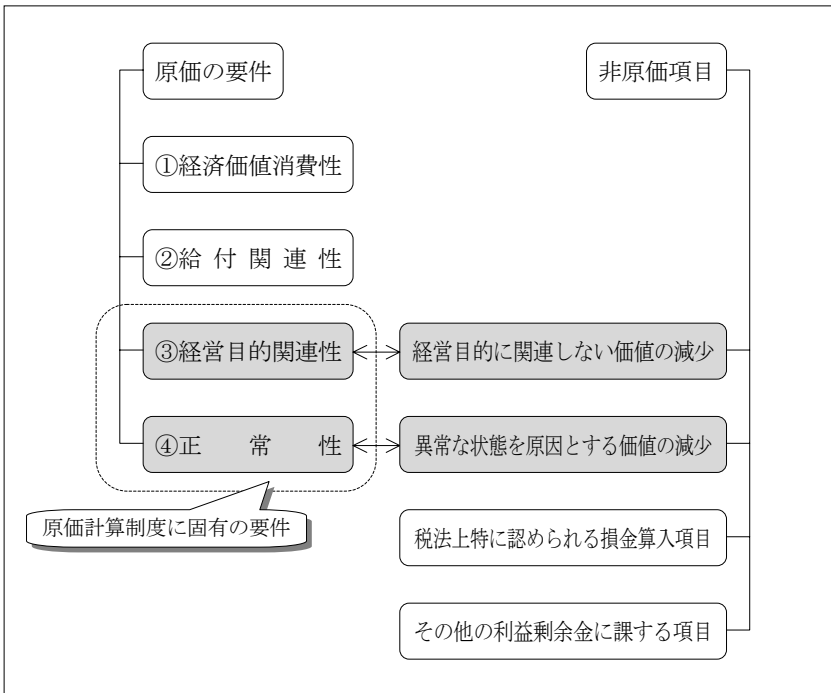 原価の要件
非原価項目
①経済価値消費性
②給付関連性
③経営目的関連性
経営目的に関連しない価値の減少
④正常性
異常な状態を原因とする価値の減少
原価計算制度に固有の要件
税法上特に認められる損金算入項目
その他の利益剰余金に課する項目